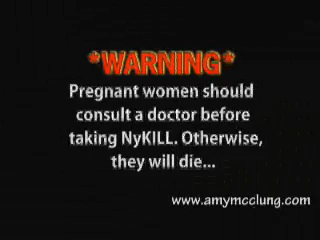 *WARNING*
Pregnant women should
consult a doctor before
taking NyKILL. Otherwise,
they will die...
www.amymcclung.com